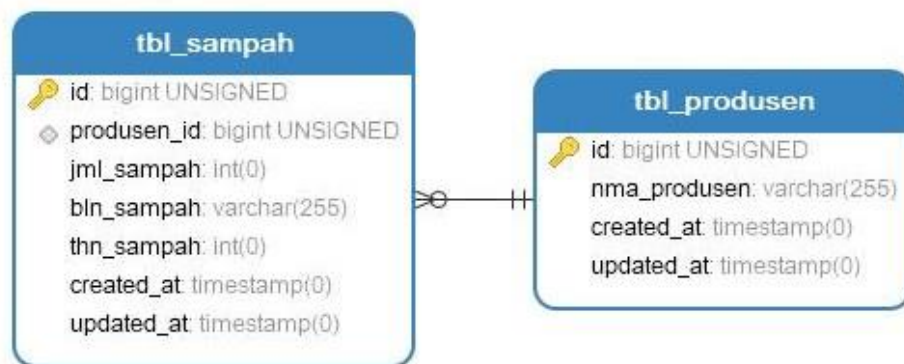 tbl_sampah
id: bigint UNSIGNED
produsen_id: bigint UNSIGNED
jml_sampah: int(0)
bln_sampah: varchar(255)
thn_sampah: int(0)
created_at: timestamp(0)
updated_at: timestamp(0)
tbl_produsen
id: bigint UNSIGNED
nma_produsen: varchar(255)
created_at: timestamp(0)
updated_at: timestamp(0)